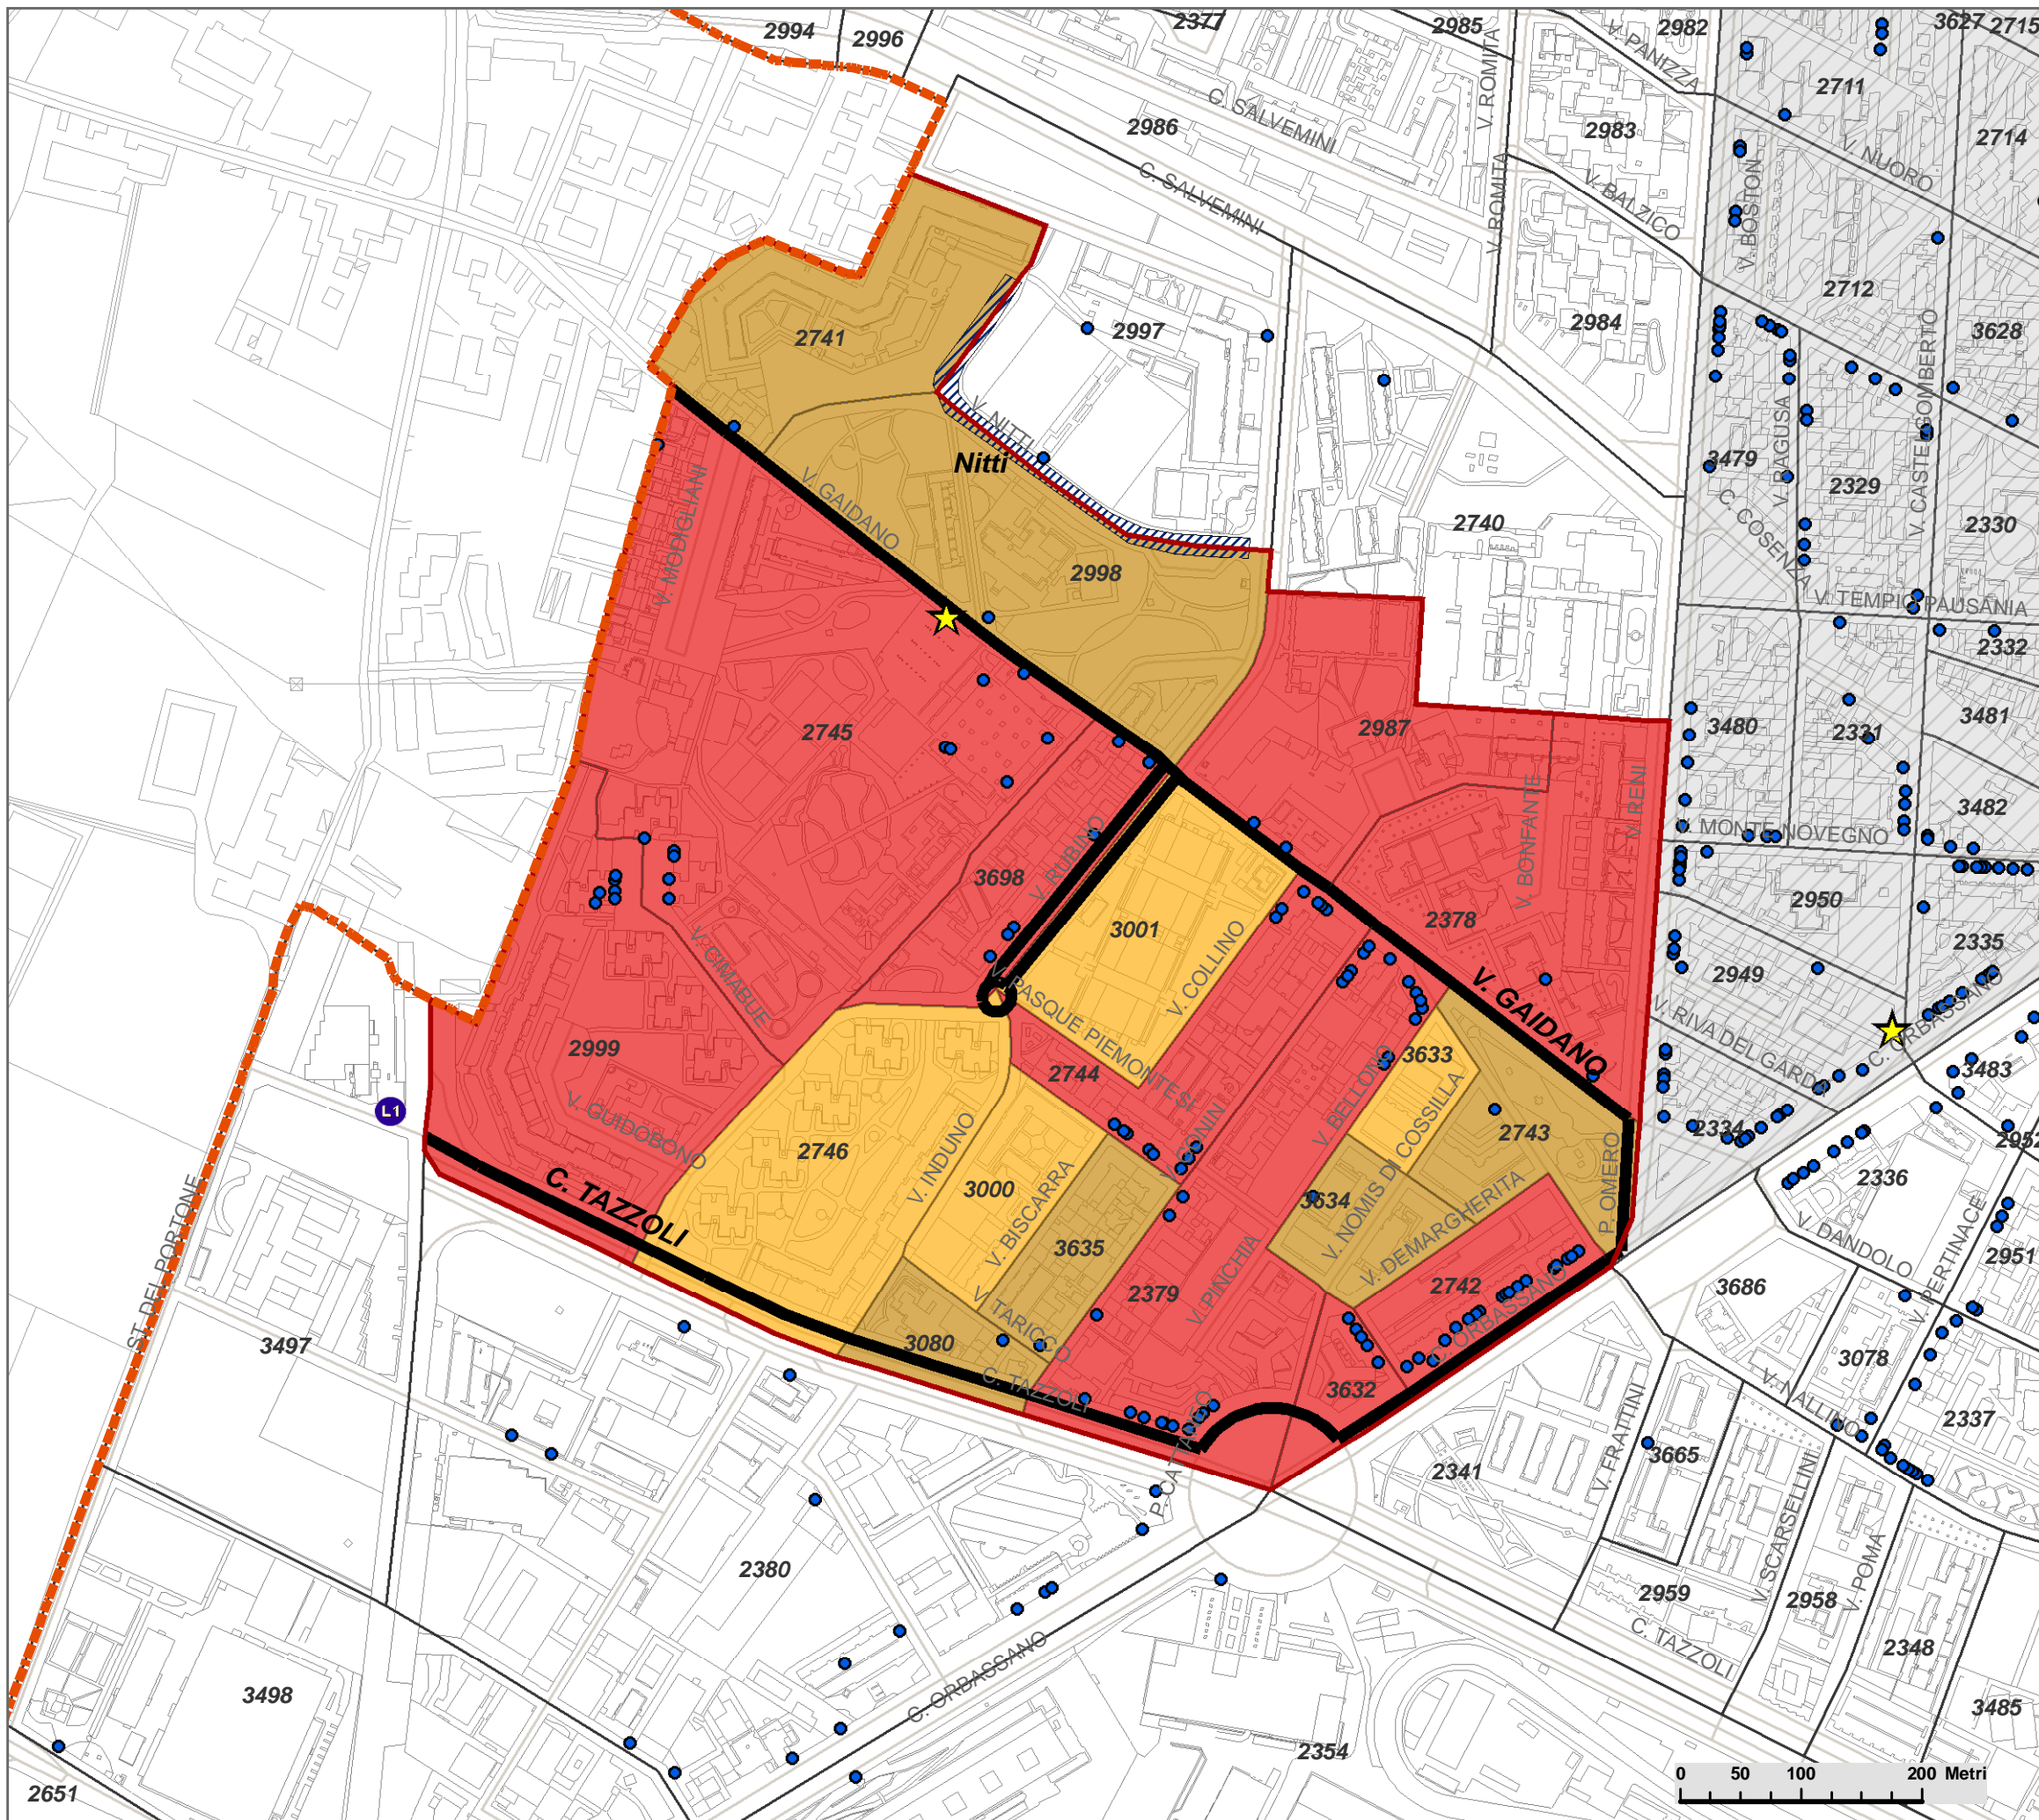 2994
2996
2377
2985
2982
3627
2715
V. PANIZZA
V. ROMITA
C. SALVEMINI
2711
2986
2983
2714
V. NUORO
V. ROMITA
C. SALVEMINI
V. BALZICO
V. BOSTON
2741
2997
2984
2712
3628
V. CASTELGOMBERTO
V. RAGUSA
V. NITTI
Nitti
3479
2329
V. GAIDANO
V. MODIGLIANI
C. COSENZA
2740
2330
2998
V. TEMPIO PAUSANIA
2332
2745
2987
3480
2331
3481
V. RENI
V. BONFANTE
3482
V. MONTE NOVEGNO
V. RUBINO
3698
2950
3001
2378
V. COLLINO
2335
V. CIMABUE
V. PASQUE PIEMONTESI
V. GAIDANO
2949
V. RIVA DEL GARDA
C. ORBASSANO
2999
2744
3633
3483
L1
V. GUIDOBONO
V. BELLONO
V. NOMIS DI COSSILLA
2743
2334
2952
2746
V. INDUNO
3000
V. BISCARRA
P. OMERO
2336
C. TAZZOLI
3634
V. DEMARGHERITA
V. DANDOLO
V. PERTINACE
2951
ST. DEL PORTONE
3635
V. TARICCO
2379
V. PINCHIA
2742
C. ORBASSANO
3686
3497
3080
C. TAZZOLI
3632
3078
V. NALLINO
2337
P. CATTANEO
V. FRATTINI
3665
2341
V. SCARSELLINI
2380
V. POMA
2959
2958
C. TAZZOLI
2348
3498
C. ORBASSANO
3485
2354
2651
0 50 100 200 Metri